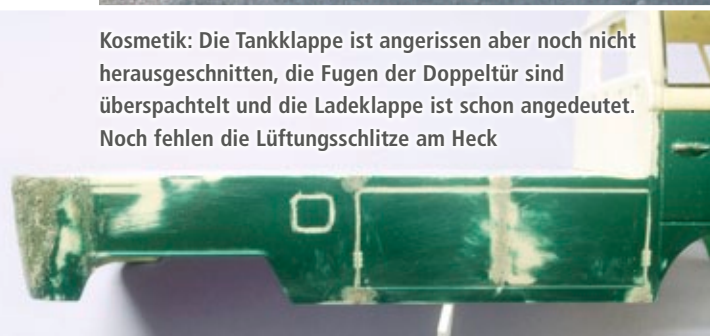 Kosmetik: Die Tankklappe ist angerissen aber noch nicht
herausgeschnitten, die Fugen der Doppeltür sind
überspachtelt und die Ladeklappe ist schon angedeutet.
Noch fehlen die Lüftungsschlitze am Heck